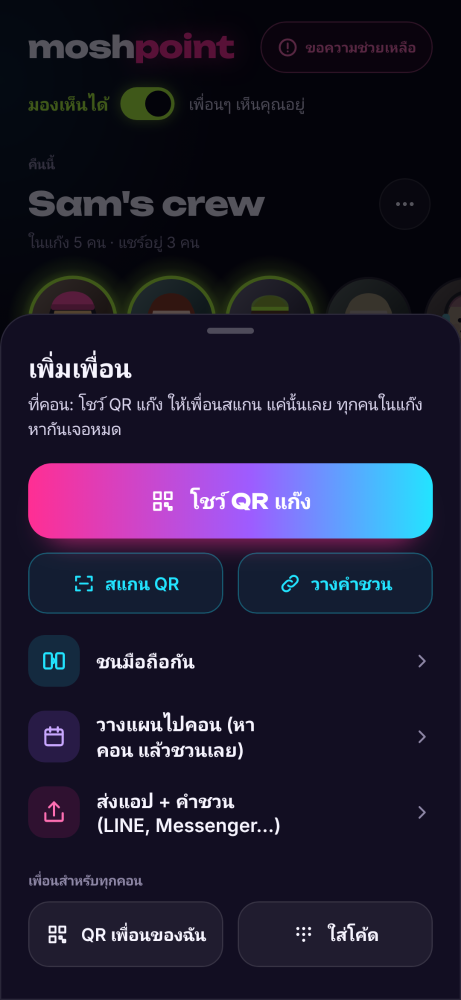 moshpoint
ขอความช่วยเหลือ
มองเห็นได้
เพื่อนๆ เห็นคุณอยู่
คืนนี้
Sam's crew
ในแก๊ง 5 คน · แชร์อยู่ 3 คน
เพิ่มเพื่อน
ที่คอน: โชว์ QR แก๊ง ให้เพื่อนสแกน แค่นั้นเลย ทุกคนในแก๊ง
หากันเจอหมด
โชว์ QR แก๊ง
สแกน QR
วางคำชวน
ชนมือถือกัน
วางแผนไปคอน (หา
คอน แล้วชวนเลย)
ส่งแอป + คำชวน
(LINE, Messenger…)
เพื่อนสำหรับทุกคอน
QR เพื่อนของฉัน
ใส่โค้ด